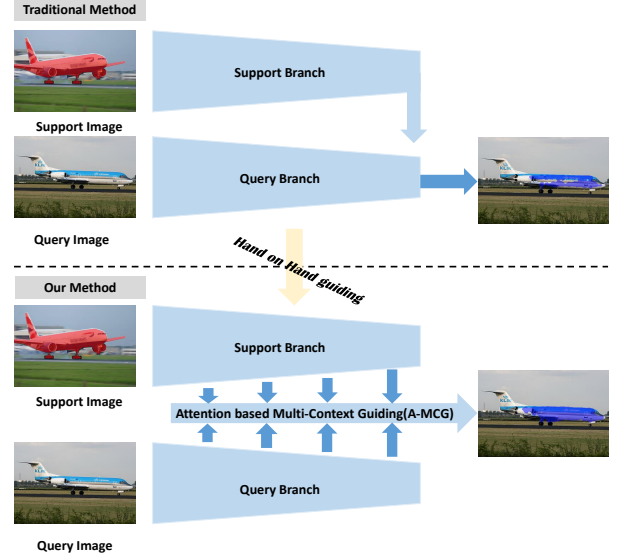 Traditional Method
Support Branch
Support Image
Query Branch
Query Image
Hand on Hand guiding
Our Method
Support Branch
Support Image
Attention based Multi-Context Guiding(A-MCG)
Query Branch
Query Image